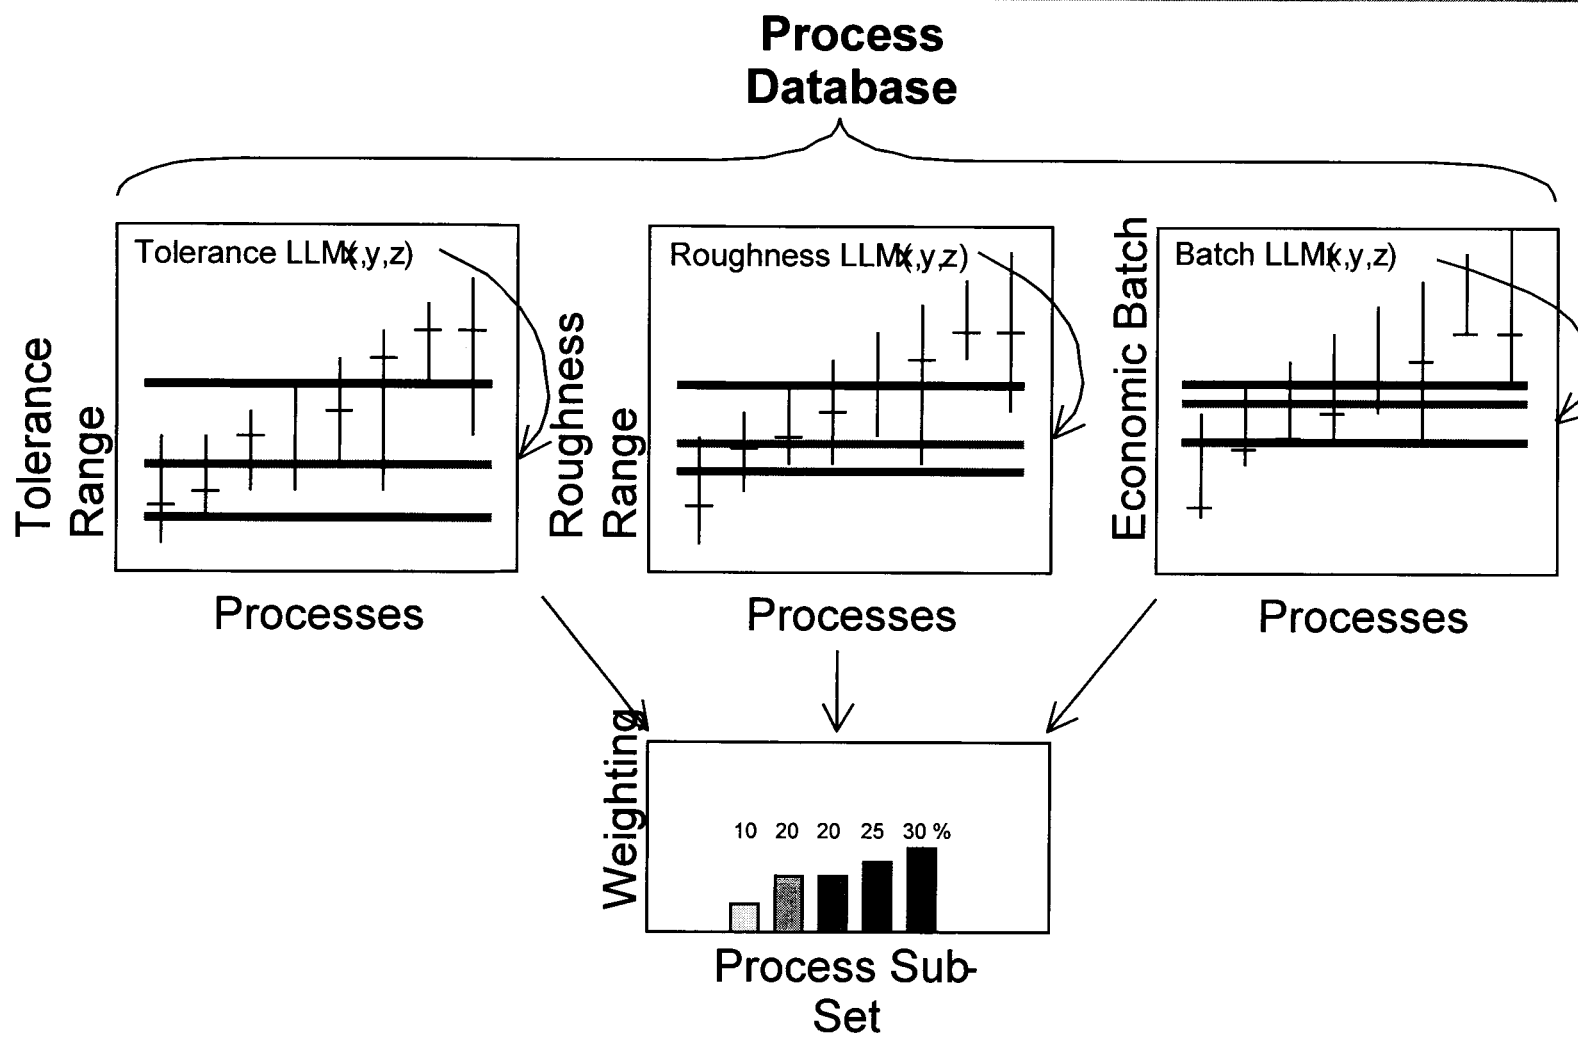 Process
Database
Tolerance LLM(x,y,z)
Roughness LLM(x,y,z)
Batch LLM(x,y,z)
Tolerance
Range
Roughness
Range
Economic Batch
Processes
Processes
Processes
Weighting
10 20 20 25 30 %
Process Sub-
Set